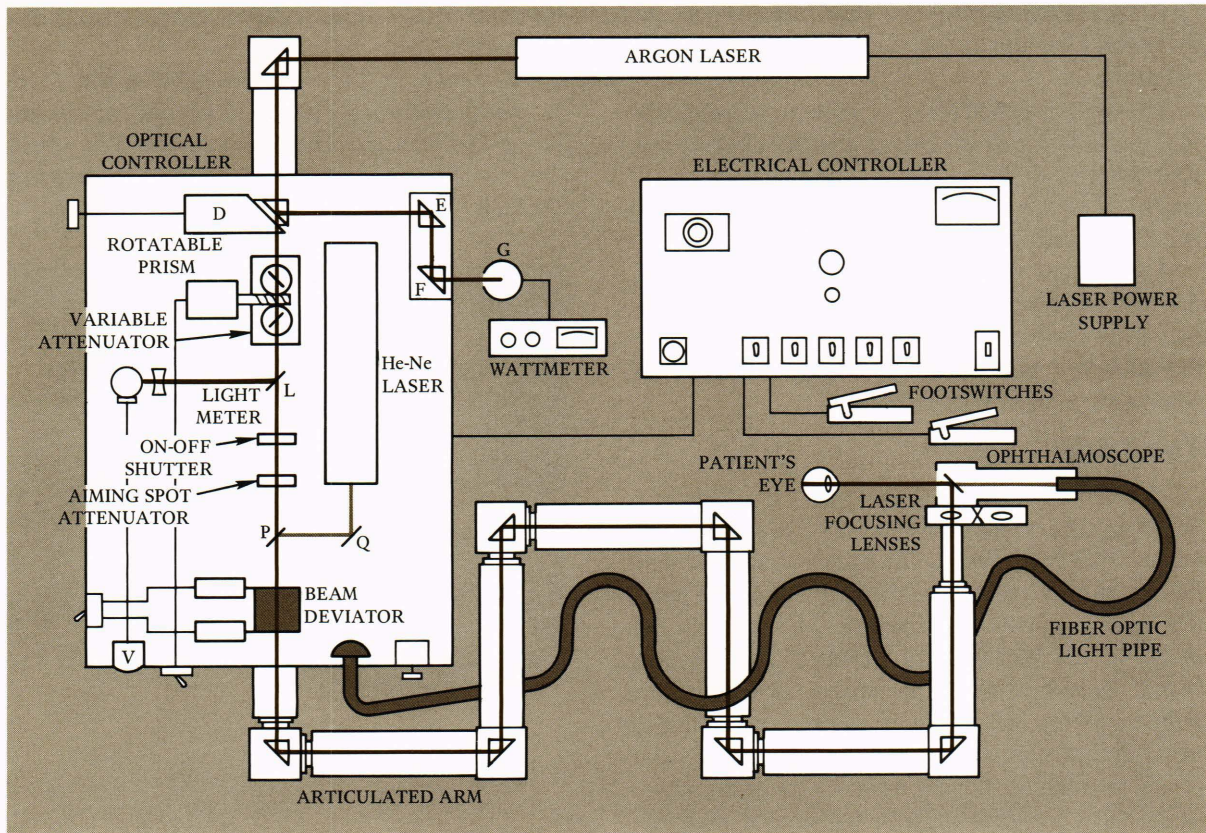 ARGON LASER
OPTICAL
CONTROLLER
ELECTRICAL CONTROLLER
D
E
ROTATABLE
PRISM
G
F
LASER POWER
SUPPLY
VARIABLE
ATTENUATOR
He-Ne
LASER
WATTMETER
L
LIGHT
METER
FOOTSWITCHES
ON-OFF
SHUTTER
PATIENT'S
EYE
OPHTHALMOSCOPE
AIMING SPOT
ATTENUATOR
LASER
FOCUSING
LENSES
P
Q
BEAM
DEVIATOR
FIBER OPTIC
LIGHT PIPE
V
ARTICULATED ARM